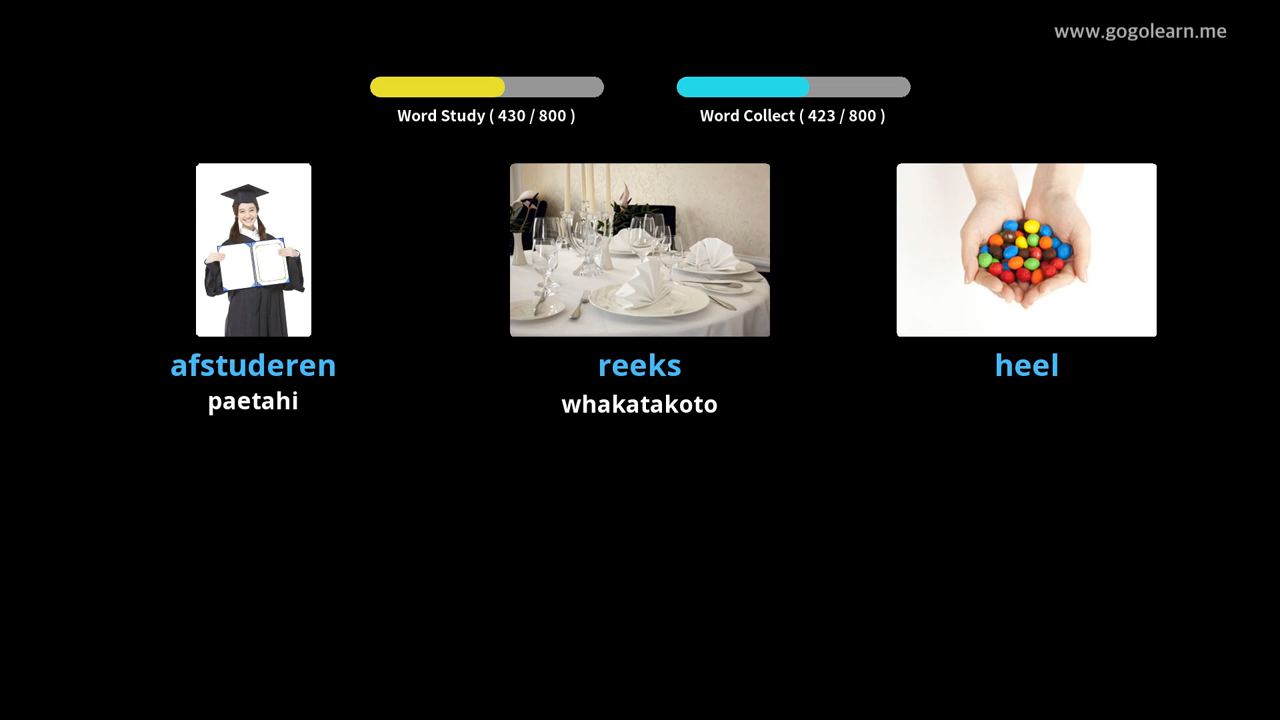 www.gogolearn.me
Word Study ( 430 / 800 )
Word Collect ( 423 / 800 )
afstuderen
paetahi
reeks
whakatakoto
heel